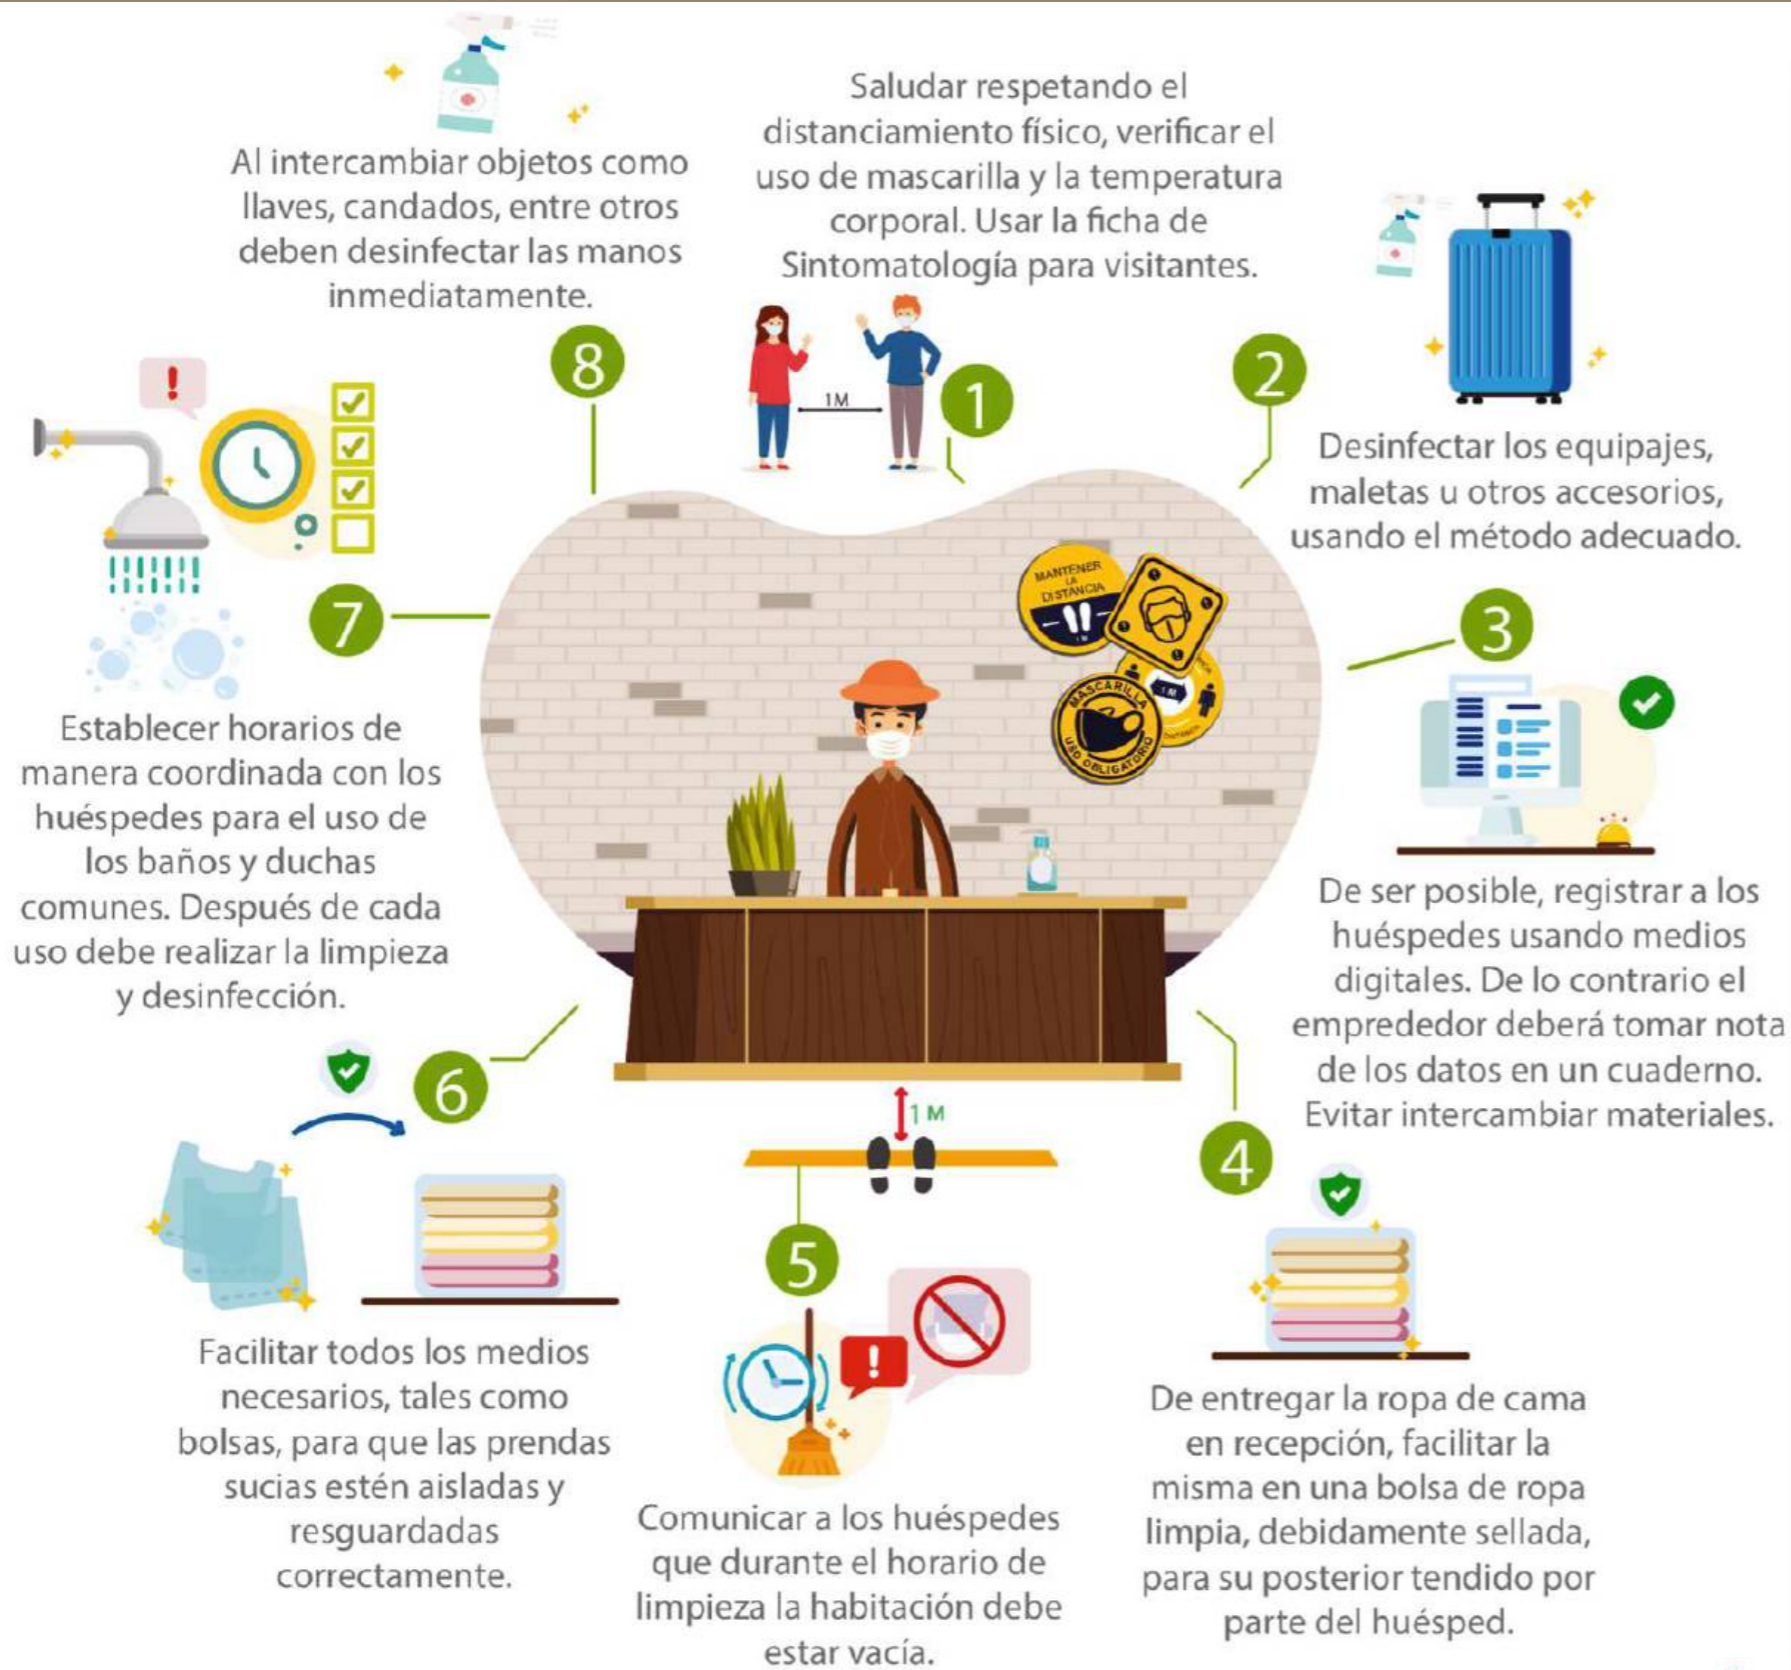 Saludar respetando el
distanciamiento físico, verificar el
uso de mascarilla y la temperatura
corporal. Usar la ficha de
Sintomatología para visitantes.
1M
1
2
Desinfectar los equipajes,
maletas u otros accesorios,
usando el método adecuado.
3
De ser posible, registrar a los
huéspedes usando medios
digitales. De lo contrario el
emprededor deberá tomar nota
de los datos en un cuaderno.
Evitar intercambiar materiales.
4
De entregar la ropa de cama
en recepción, facilitar la
misma en una bolsa de ropa
limpia, debidamente sellada,
para su posterior tendido por
parte del huésped.
5
Comunicar a los huéspedes
que durante el horario de
limpieza la habitación debe
estar vacía.
6
Facilitar todos los medios
necesarios, tales como
bolsas, para que las prendas
sucias estén aisladas y
resguardadas
correctamente.
7
Establecer horarios de
manera coordinada con los
huéspedes para el uso de
los baños y duchas
comunes. Después de cada
uso debe realizar la limpieza
y desinfección.
8
Al intercambiar objetos como
llaves, candados, entre otros
deben desinfectar las manos
inmediatamente.
MANTENER
LA
DISTANCIA
1 M
1 M
MASCARILLA
USO OBLIGATORIO
1 M